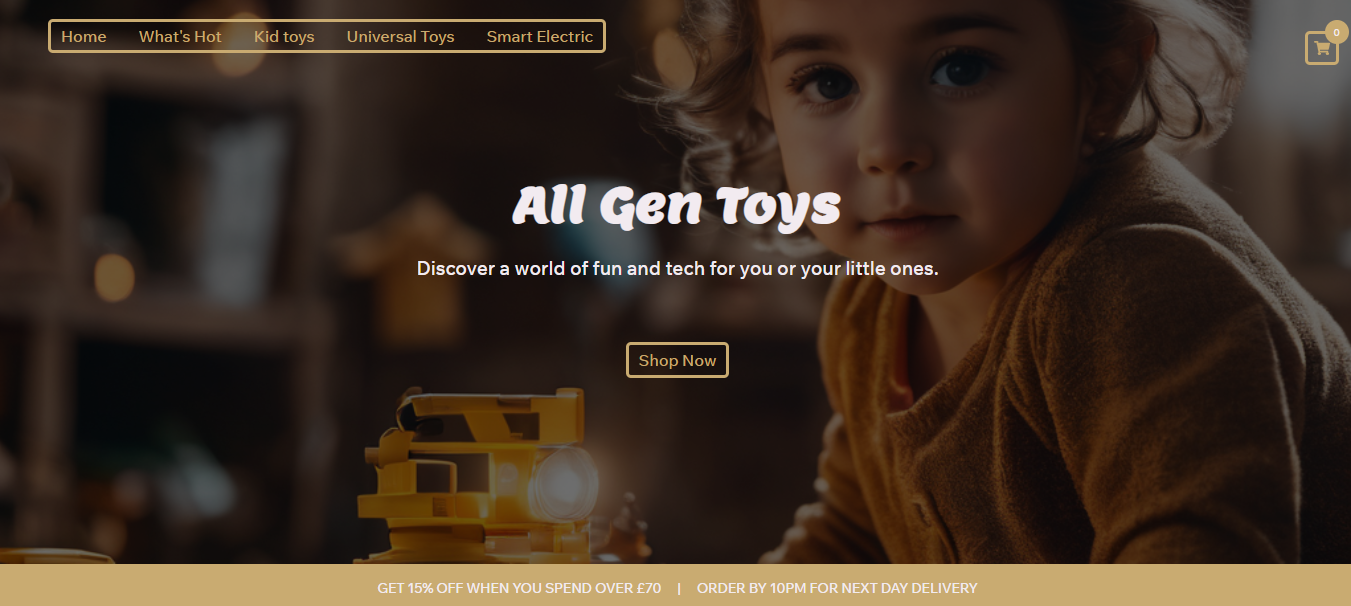 Home What's Hot Kid toys Universal Toys Smart Electric
0
All Gen Toys
Discover a world of fun and tech for you or your little ones.
Shop Now
GET 15% OFF WHEN YOU SPEND OVER £70 | ORDER BY 10PM FOR NEXT DAY DELIVERY